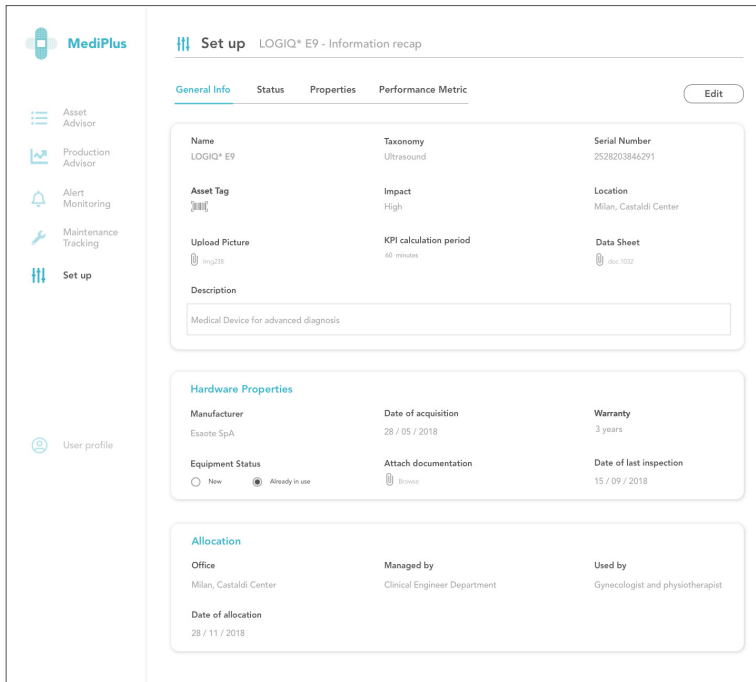 MediPlus
Set up LOGIQ* E9 - Information recap
General Info Status Properties Performance Metric
Edit
Asset
Advisor
Production
Advisor
Alert
Monitoring
Maintenance
Tracking
Set up
User profile
Name Taxonomy Serial Number
LOGIQ* E9 Ultrasound 2528203846291
Asset Tag Impact Location
High Milan, Castaldi Center
Upload Picture KPI calculation period Data Sheet
img238 60 minutes doc.1032
Description
Medical Device for advanced diagnosis
Hardware Properties
Manufacturer Date of acquisition Warranty
Esaote SpA 28 / 05 / 2018 3 years
Equipment Status Attach documentation Date of last inspection
New Already in use Browse 15 / 09 / 2018
Allocation
Office Managed by Used by
Milan, Castaldi Center Clinical Engineer Department Gynecologist and physiotherapist
Date of allocation
28 / 11 / 2018